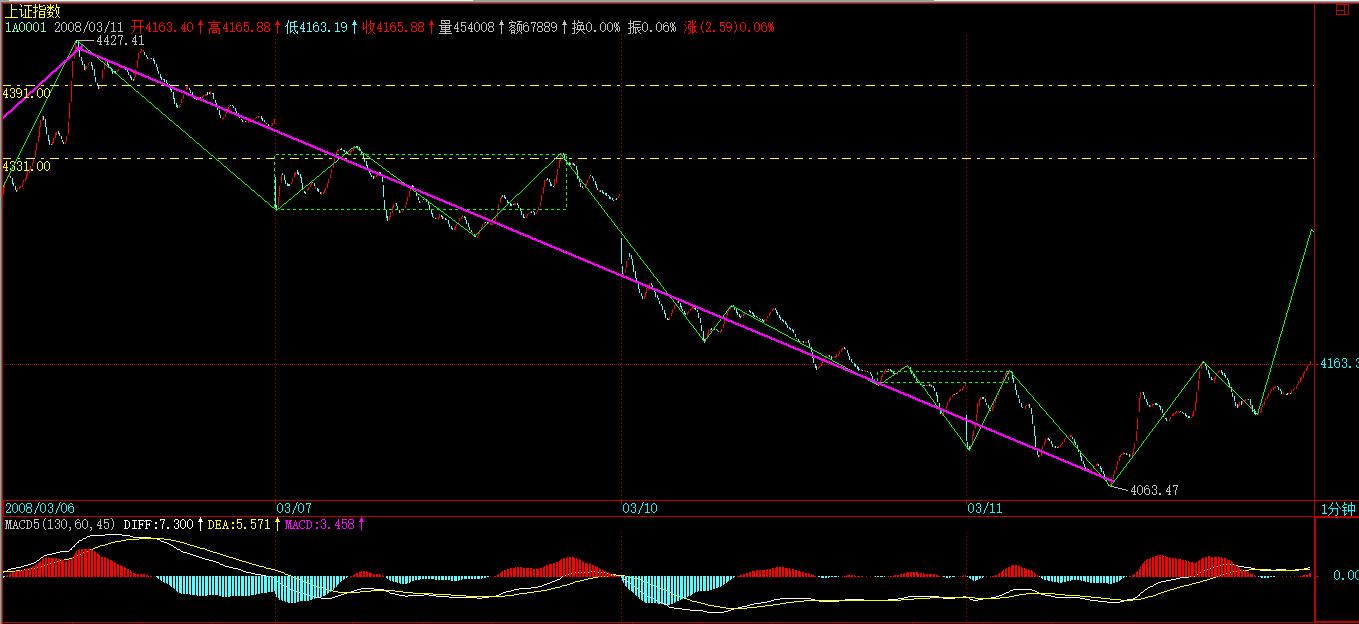 上证指数
1A0001 2008/03/11 开4163.40↑高4165.88↑低4163.19↑收4165.88↑量454008↑额67889↑换0.00% 振0.06% 涨(2.59)0.06%
4427.41
4391.00
4331.00
4163.3
4063.47
2008/03/06 03/07 03/10 03/11 1分钟
MACD5(130,60,45) DIFF:7.300↑DEA:5.571↑MACD:3.458↑
0.00